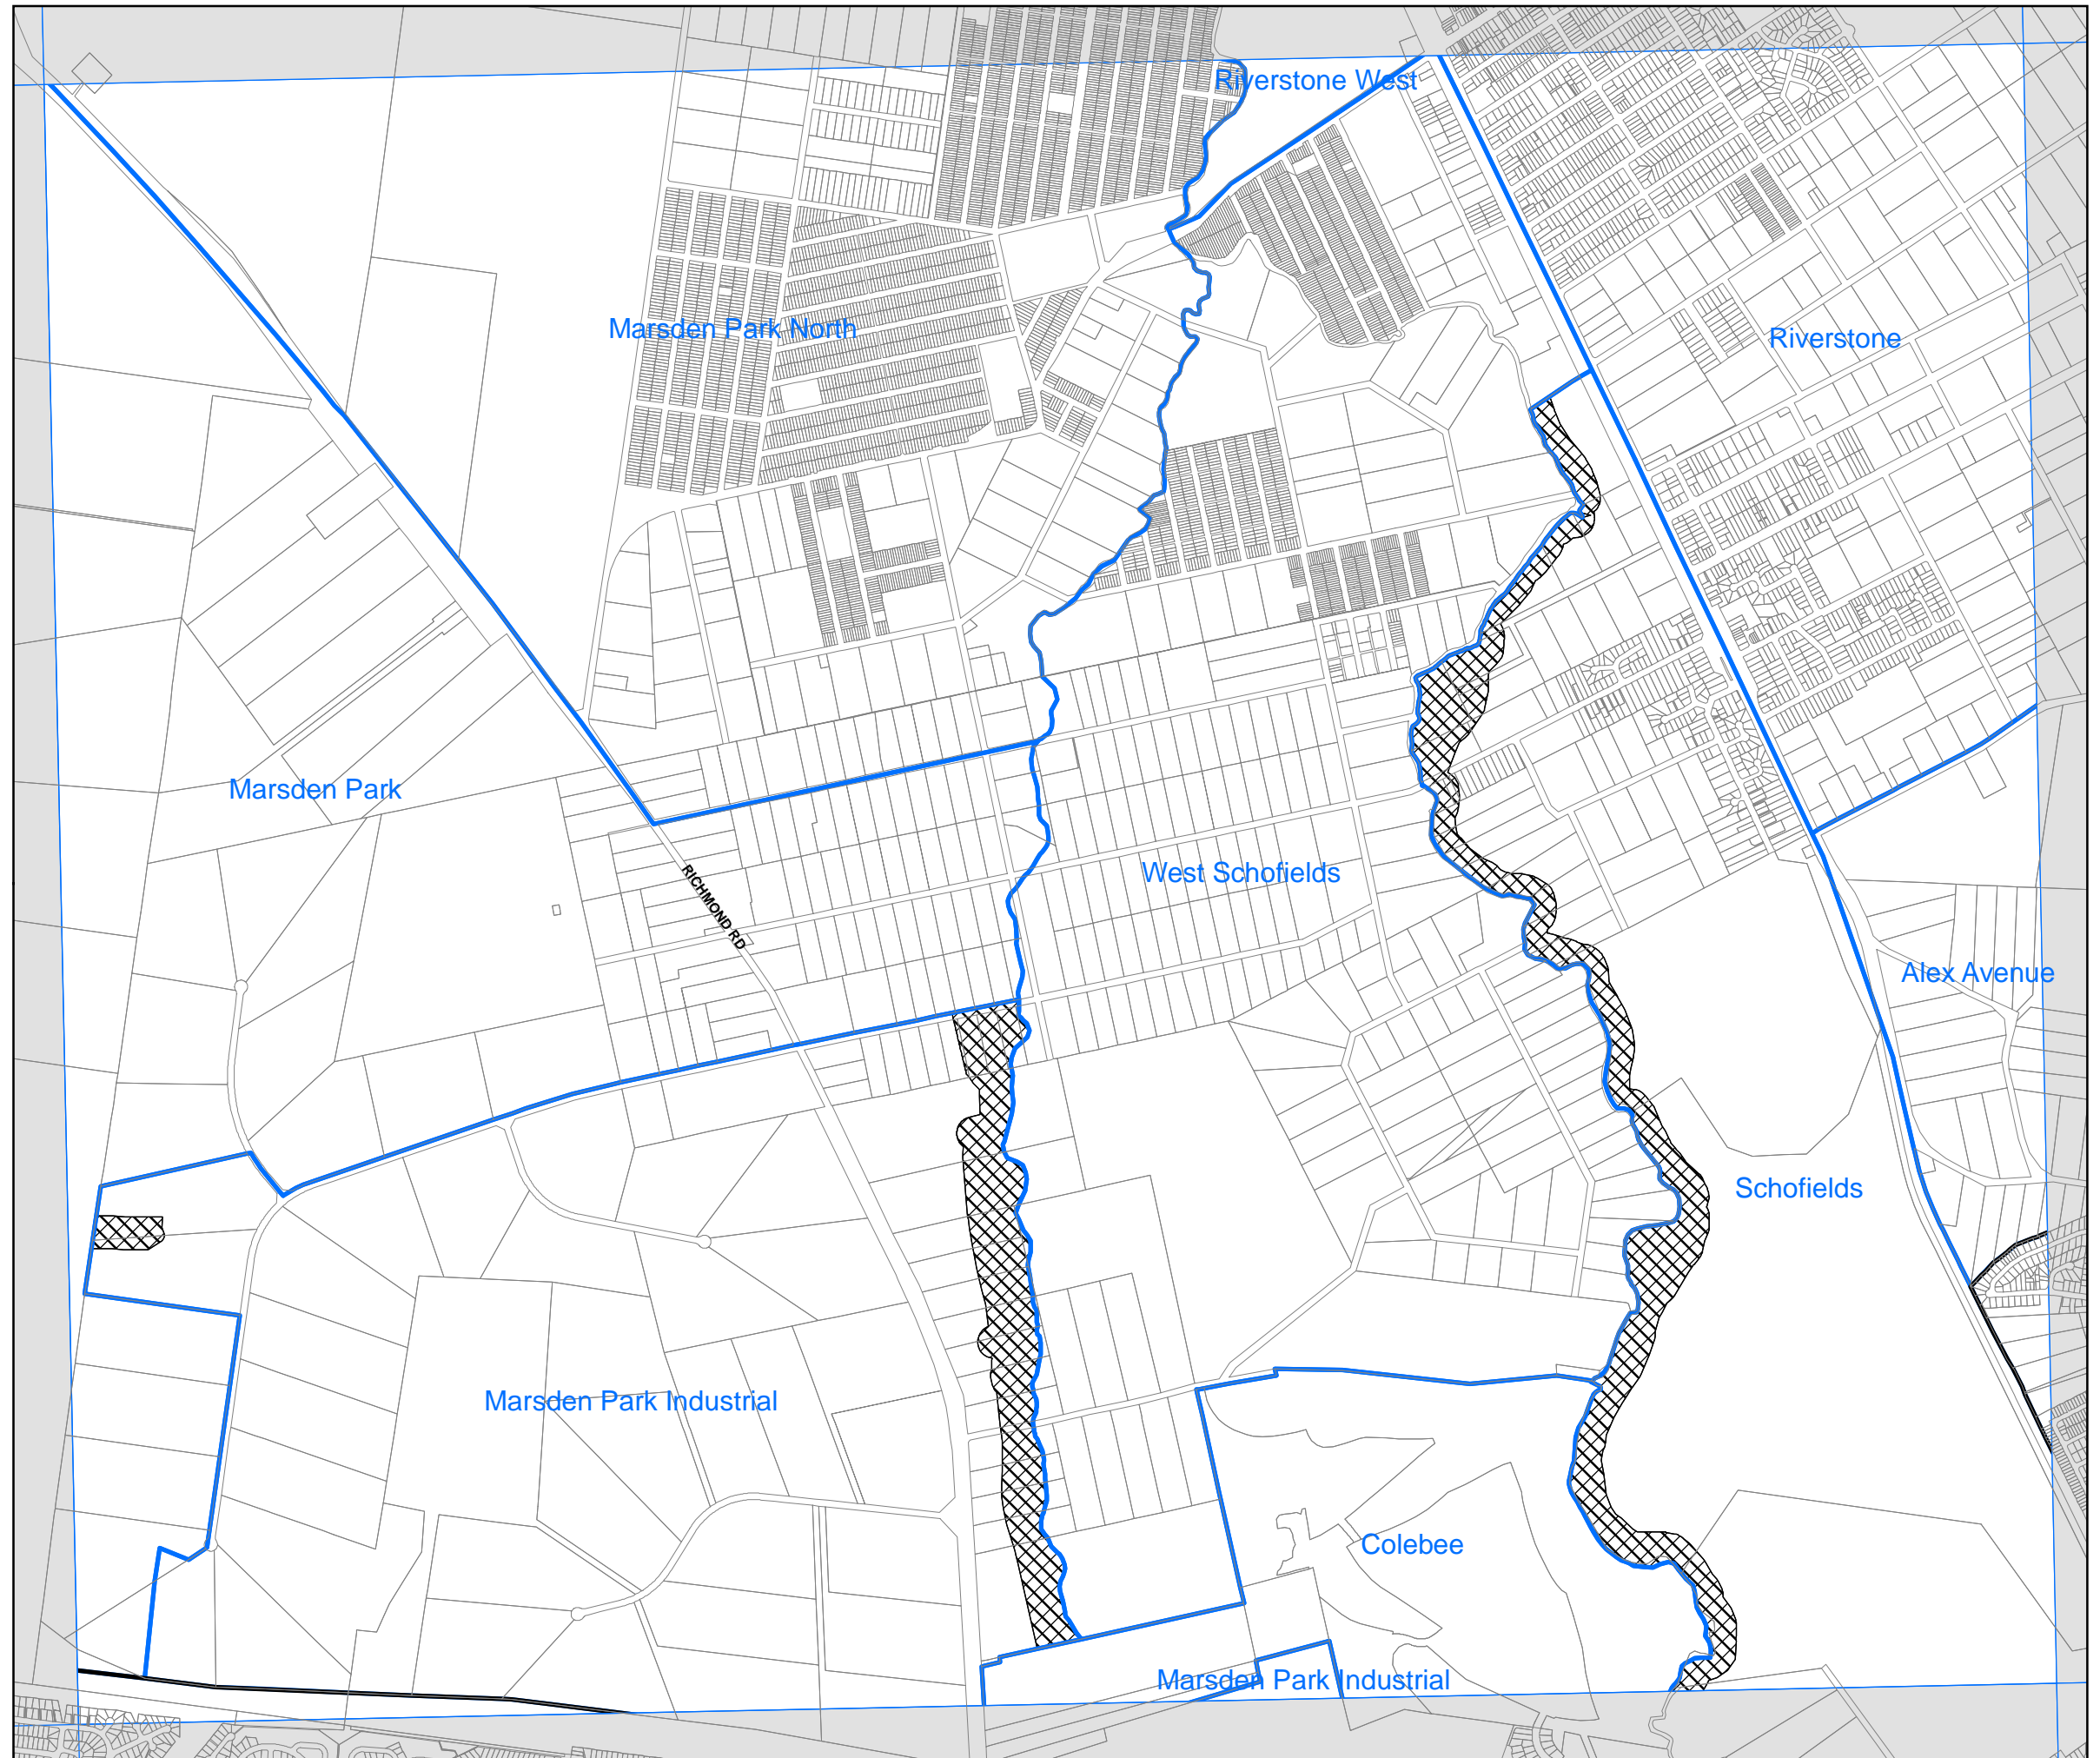 Riverstone West
Marsden Park North
Riverstone
Marsden Park
West Schofields
RICHMOND RD
Alex Avenue
Schofields
Marsden Park Industrial
Colebee
Marsden Park Industrial